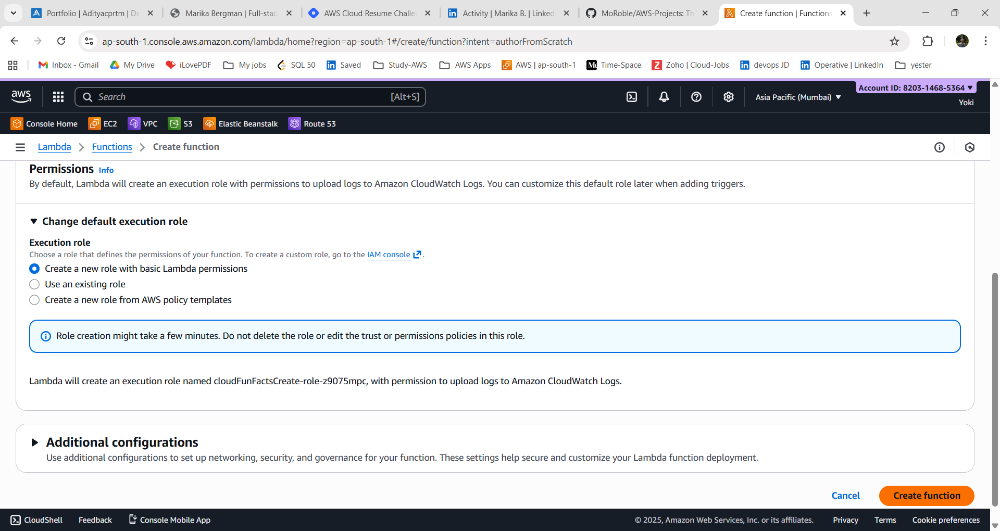 Portfolio | Adityacprtm | De
Marika Bergman | Full-stac
AWS Cloud Resume Challe
Activity | Marika B. | Linked
MoRoble/AWS-Projects: Th
Create function | Functions
ap-south-1.console.aws.amazon.com/lambda/home?region=ap-south-1#/create/function?intent=authorFromScratch
Inbox - Gmail
My Drive
iLovePDF
My jobs
SQL 50
Saved
Study-AWS
AWS Apps
AWS | ap-south-1
Time-Space
Zoho | Cloud-Jobs
devops JD
Operative | LinkedIn
yester
aws
Search
[Alt+S]
Asia Pacific (Mumbai)
Account ID: 8203-1468-5364
Yoki
Console Home
EC2
VPC
S3
Elastic Beanstalk
Route 53
Lambda
Functions
Create function
Permissions Info
By default, Lambda will create an execution role with permissions to upload logs to Amazon CloudWatch Logs. You can customize this default role later when adding triggers.
Change default execution role
Execution role
Choose a role that defines the permissions of your function. To create a custom role, go to the IAM console.
Create a new role with basic Lambda permissions
Use an existing role
Create a new role from AWS policy templates
Role creation might take a few minutes. Do not delete the role or edit the trust or permissions policies in this role.
Lambda will create an execution role named cloudFunFactsCreate-role-z9075mpc, with permission to upload logs to Amazon CloudWatch Logs.
Additional configurations
Use additional configurations to set up networking, security, and governance for your function. These settings help secure and customize your Lambda function deployment.
Cancel
Create function
CloudShell
Feedback
Console Mobile App
© 2025, Amazon Web Services, Inc. or its affiliates.
Privacy
Terms
Cookie preferences